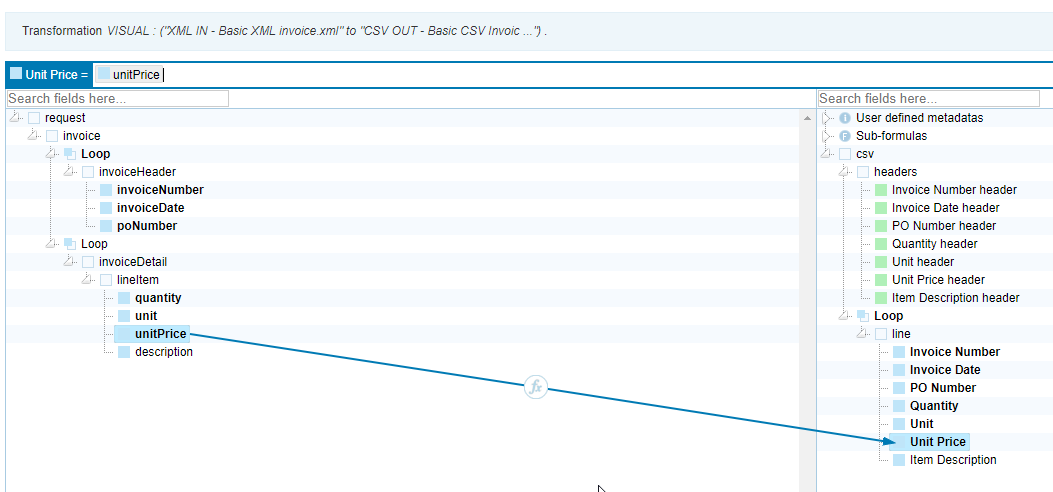 Transformation VISUAL : ("XML IN - Basic XML invoice.xml" to "CSV OUT - Basic CSV Invoic ...") .
Unit Price = unitPrice
Search fields here...
request
invoice
Loop
invoiceHeader
invoiceNumber
invoiceDate
poNumber
Loop
invoiceDetail
lineItem
quantity
unit
unitPrice
description
fx
Search fields here...
I User defined metadatas
F Sub-formulas
csv
headers
Invoice Number header
Invoice Date header
PO Number header
Quantity header
Unit header
Unit Price header
Item Description header
Loop
line
Invoice Number
Invoice Date
PO Number
Quantity
Unit
Unit Price
Item Description